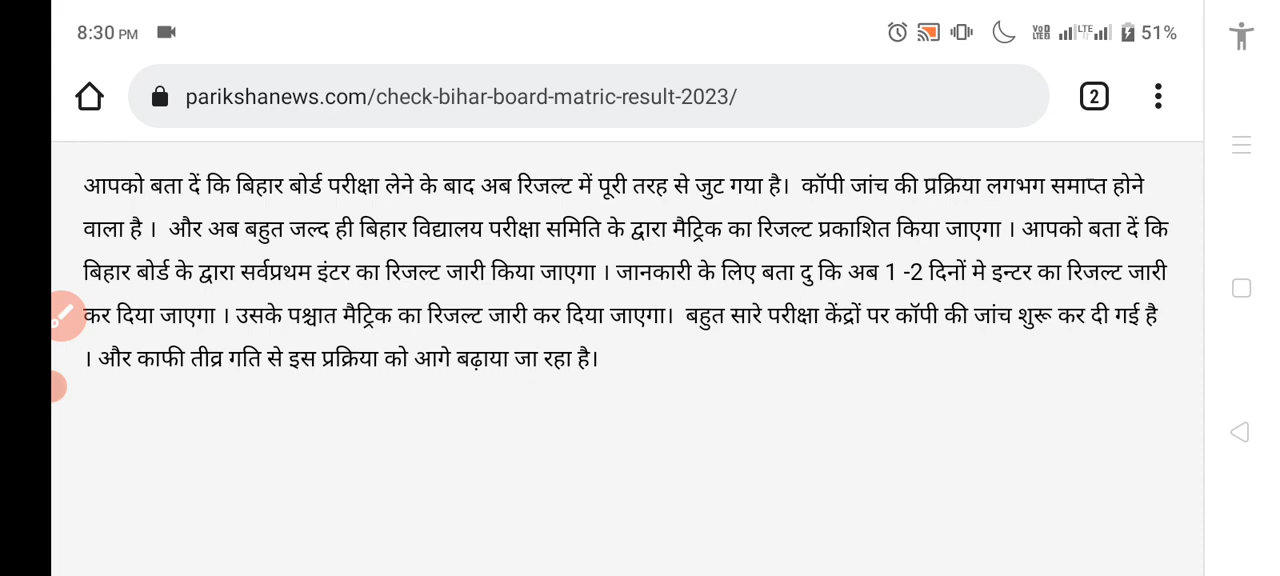 8:30 PM
VoD LTE LTE 51%
parikshanews.com/check-bihar-board-matric-result-2023/
2
आपको बता दें कि बिहार बोर्ड परीक्षा लेने के बाद अब रिजल्ट में पूरी तरह से जुट गया है। कॉपी जांच की प्रक्रिया लगभग समाप्त होने
वाला है । और अब बहुत जल्द ही बिहार विद्यालय परीक्षा समिति के द्वारा मैट्रिक का रिजल्ट प्रकाशित किया जाएगा । आपको बता दें कि
बिहार बोर्ड के द्वारा सर्वप्रथम इंटर का रिजल्ट जारी किया जाएगा । जानकारी के लिए बता दु कि अब 1 -2 दिनों मे इन्टर का रिजल्ट जारी
कर दिया जाएगा । उसके पश्चात मैट्रिक का रिजल्ट जारी कर दिया जाएगा। बहुत सारे परीक्षा केंद्रों पर कॉपी की जांच शुरू कर दी गई है
। और काफी तीव्र गति से इस प्रक्रिया को आगे बढ़ाया जा रहा है।